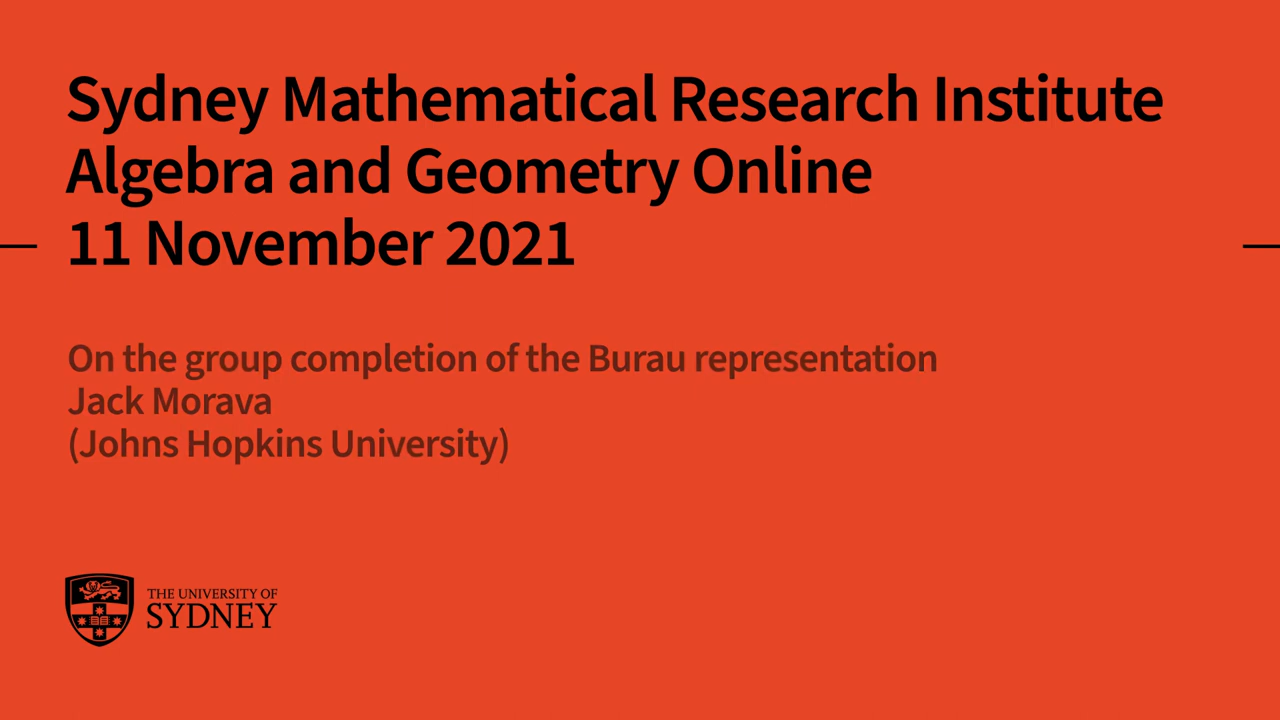 Sydney Mathematical Research Institute
Algebra and Geometry Online
11 November 2021
On the group completion of the Burau representation
Jack Morava
(Johns Hopkins University)
THE UNIVERSITY OF
SYDNEY